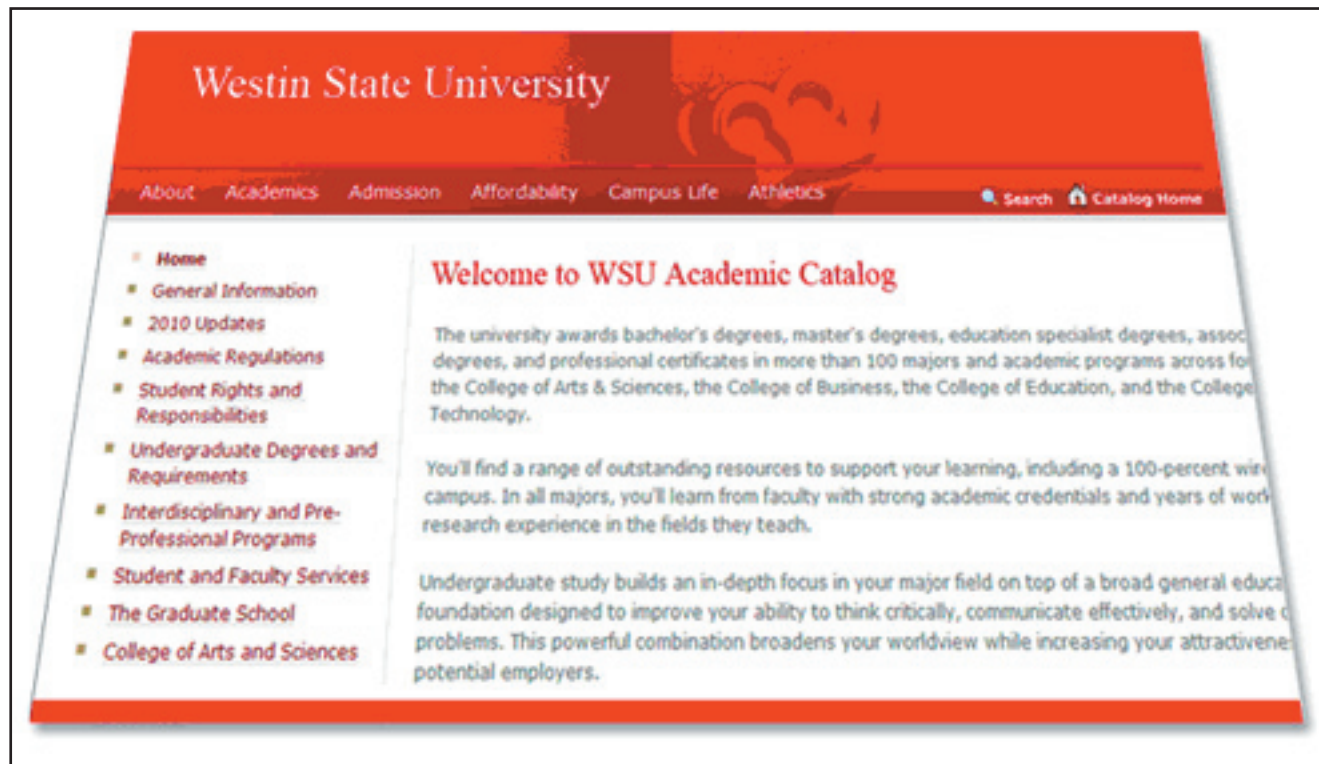 Westin State University
About Academics Admission Affordability Campus Life Athletics Search Catalog Home
Home
General Information
2010 Updates
Academic Regulations
Student Rights and
Responsibilities
Undergraduate Degrees and
Requirements
Interdisciplinary and Pre-
Professional Programs
Student and Faculty Services
The Graduate School
College of Arts and Sciences
Welcome to WSU Academic Catalog
The university awards bachelor's degrees, master's degrees, education specialist degrees, assoc
degrees, and professional certificates in more than 100 majors and academic programs across fo
the College of Arts & Sciences, the College of Business, the College of Education, and the College
Technology.
You'll find a range of outstanding resources to support your learning, including a 100-percent wir
campus. In all majors, you'll learn from faculty with strong academic credentials and years of work
research experience in the fields they teach.
Undergraduate study builds an in-depth focus in your major field on top of a broad general educa
foundation designed to improve your ability to think critically, communicate effectively, and solve
problems. This powerful combination broadens your worldview while increasing your attractivene
potential employers.